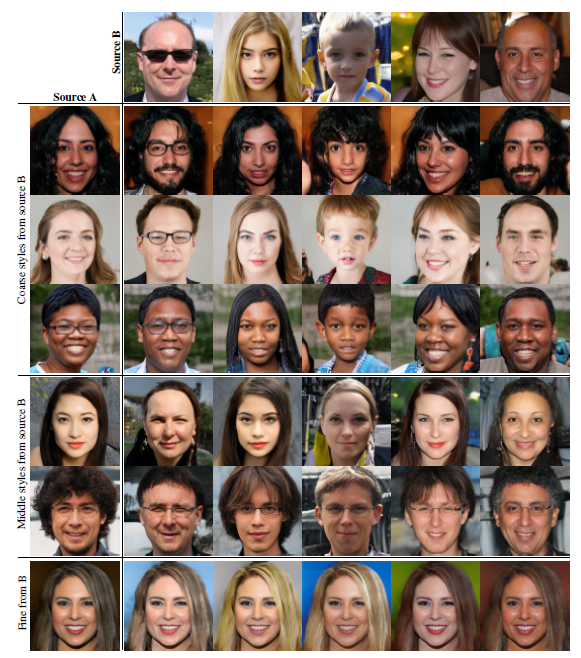 Source B
Source A
Coarse styles from source B
Middle styles from source B
Fine from B